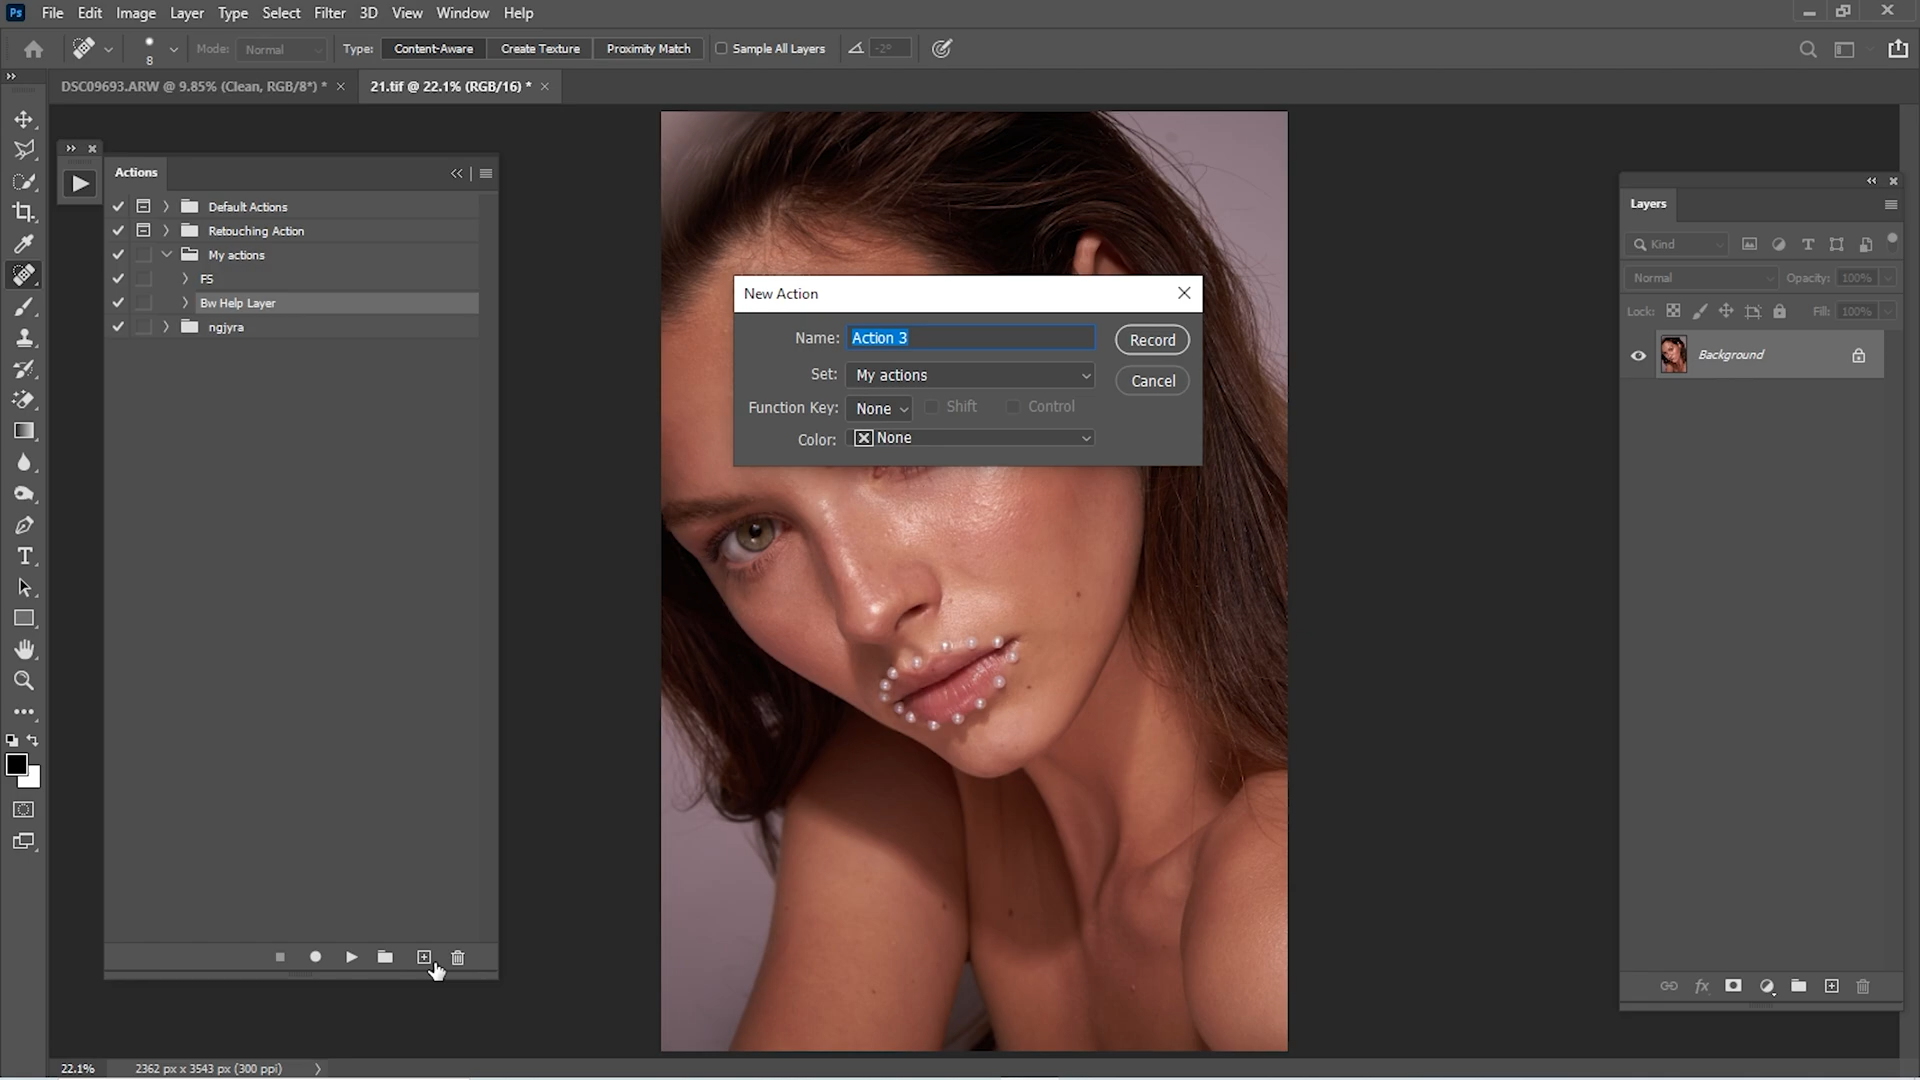 Ps File Edit Image Layer Type Select Filter 3D View Window Help
8 Mode: Normal Type: Content-Aware Create Texture Proximity Match Sample All Layers -2°
DSC09693.ARW @ 9.85% (Clean, RGB/8*) * 21.tif @ 22.1% (RGB/16) *
Actions
Default Actions
Retouching Action
My actions
FS
Bw Help Layer
ngjyra
New Action
Name: Action 3 Record
Set: My actions Cancel
Function Key: None Shift Control
Color: None
Layers
Kind
Normal Opacity: 100%
Lock: Fill: 100%
Background
22.1% 2362 px x 3543 px (300 ppi)